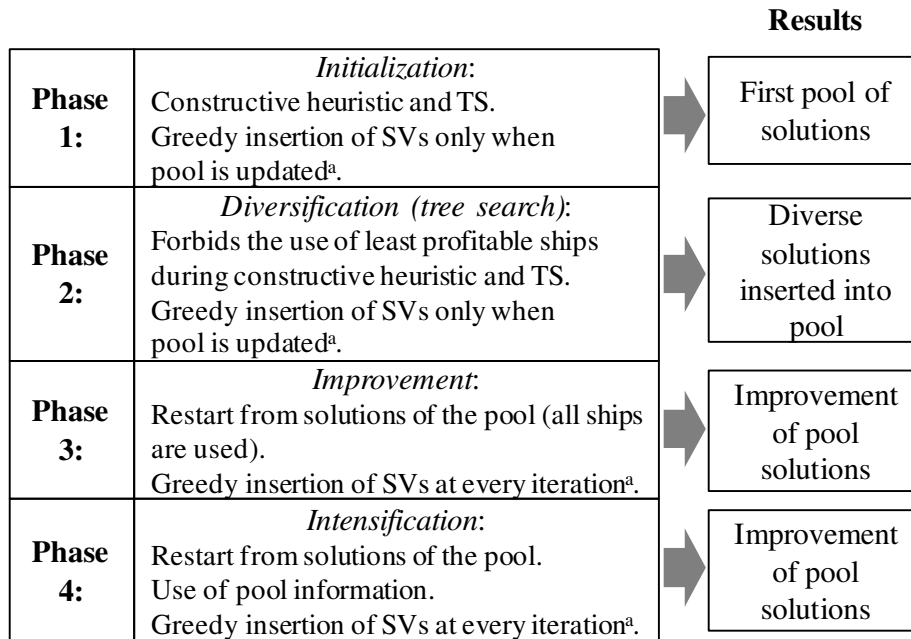 Results
Phase
1:
Initialization:
Constructive heuristic and TS.
Greedy insertion of SVs only when
pool is updatedᵃ.
First pool of
solutions
Phase
2:
Diversification (tree search):
Forbids the use of least profitable ships
during constructive heuristic and TS.
Greedy insertion of SVs only when
pool is updatedᵃ.
Diverse
solutions
inserted into
pool
Phase
3:
Improvement:
Restart from solutions of the pool (all ships
are used).
Greedy insertion of SVs at every iterationᵃ.
Improvement
of pool
solutions
Phase
4:
Intensification:
Restart from solutions of the pool.
Use of pool information.
Greedy insertion of SVs at every iterationᵃ.
Improvement
of pool
solutions